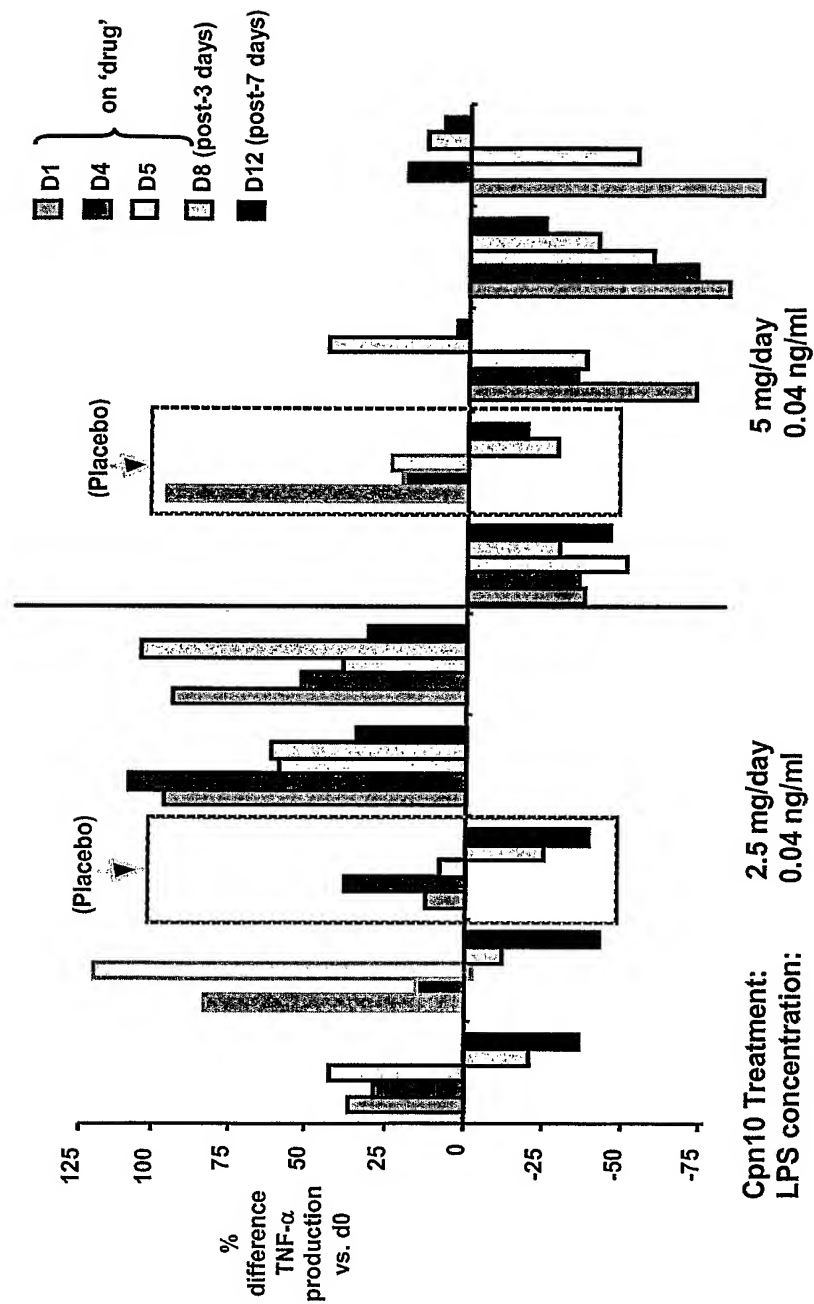 D1
D4
D5
on 'drug'
D8 (post-3 days)
D12 (post-7 days)
(Placebo)
(Placebo)
125
100
75
50
25
0
-25
-50
-75
%
difference
TNF-α
production
vs. d0
Cpn10 Treatment: 2.5 mg/day 5 mg/day
LPS concentration: 0.04 ng/ml 0.04 ng/ml